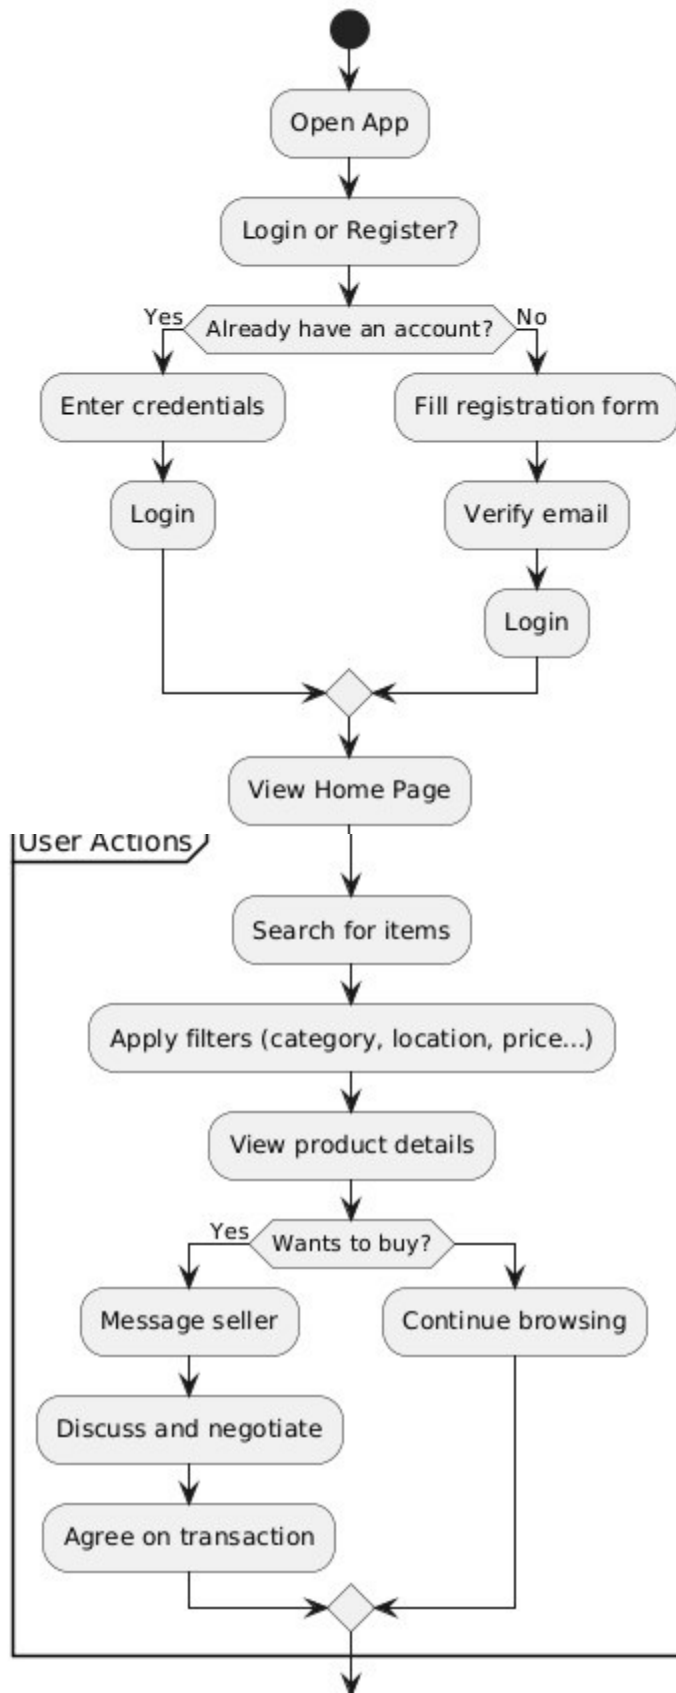 Open App
Login or Register?
Yes
Already have an account?
No
Enter credentials
Fill registration form
Login
Verify email
Login
View Home Page
User Actions
Search for items
Apply filters (category, location, price...)
View product details
Yes
Wants to buy?
Message seller
Continue browsing
Discuss and negotiate
Agree on transaction